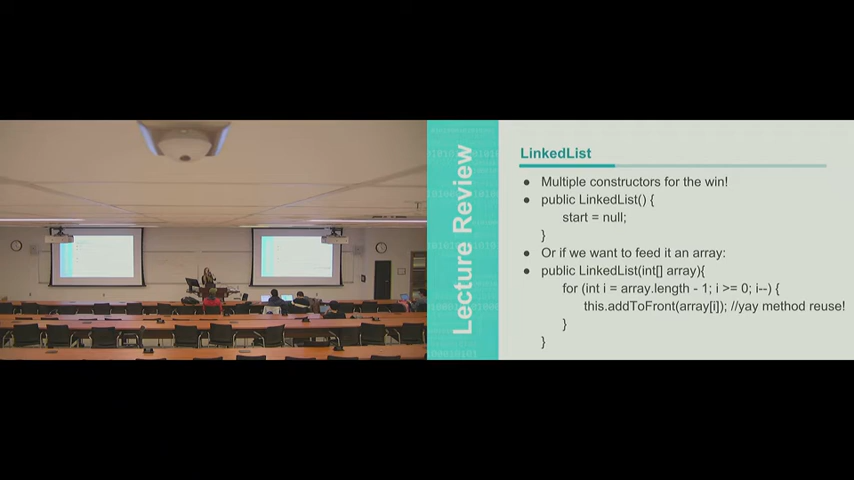 Lecture Review
LinkedList
● Multiple constructors for the win!
● public LinkedList() {
start = null;
}
● Or if we want to feed it an array:
● public LinkedList(int[] array){
for (int i = array.length - 1; i >= 0; i--) {
this.addToFront(array[i]); //yay method reuse!
}
}